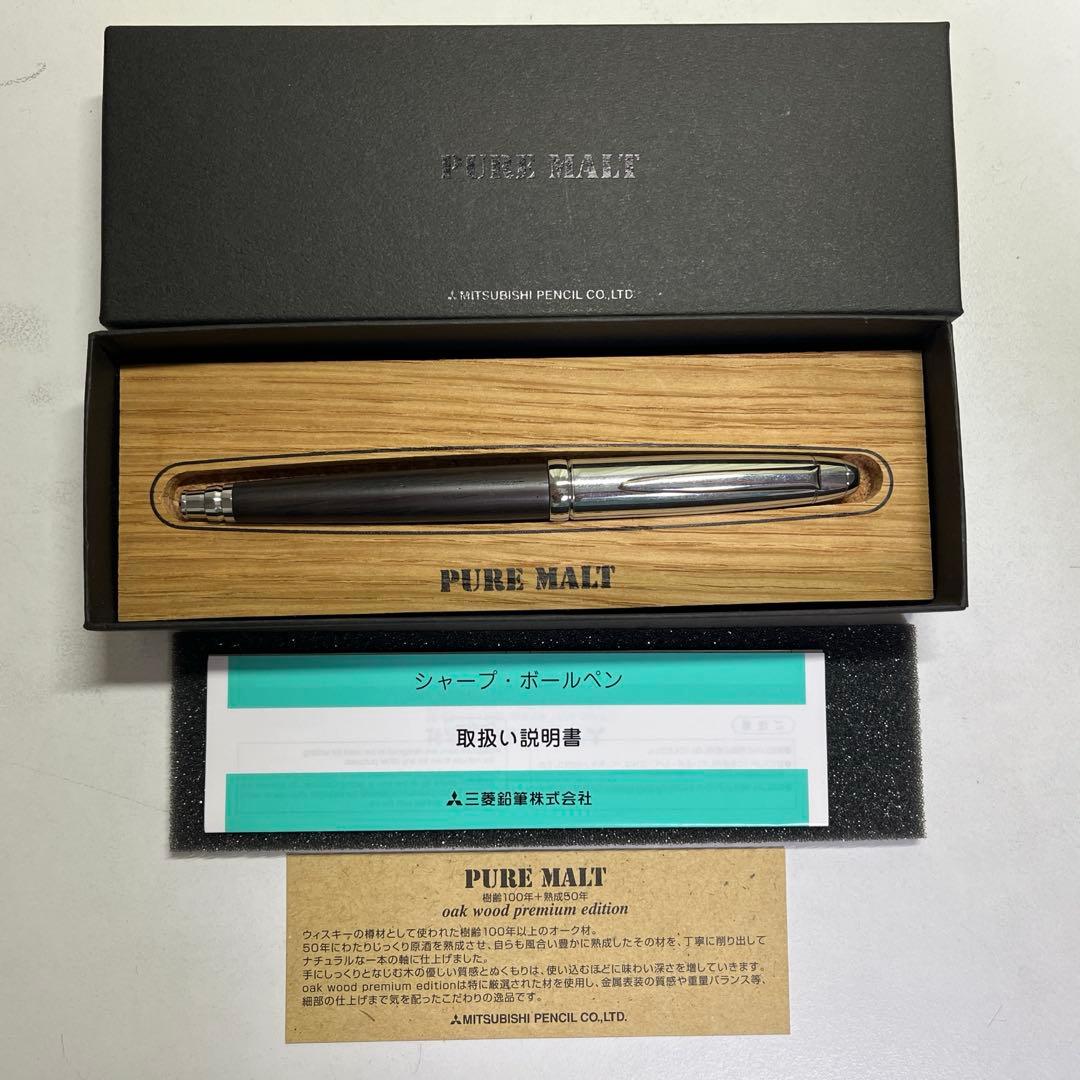 PURE MALT
MITSUBISHI PENCIL CO.,LTD.
PURE MALT
シャープ・ボールペン
取扱い説明書
三菱鉛筆株式会社
PURE MALT
樹齢100年+熟成50年
oak wood premium edition
ウィスキーの樽材として使われた樹齢100年以上のオーク材。
50年にわたりじっくり原酒を熟成させ、自らも風合い豊かに熟成したその材を、丁寧に削り出して
ナチュラルな一本の軸に仕上げました。
手にしっくりとなじむ木の優しい質感とぬくもりは、使い込むほどに味わい深さを増していきます。
oak wood premium editionは特に厳選された材を使用し、金属表装の質感や重量バランス等、
細部の仕上げまで気を配ったこだわりの逸品です。
MITSUBISHI PENCIL CO.,LTD.